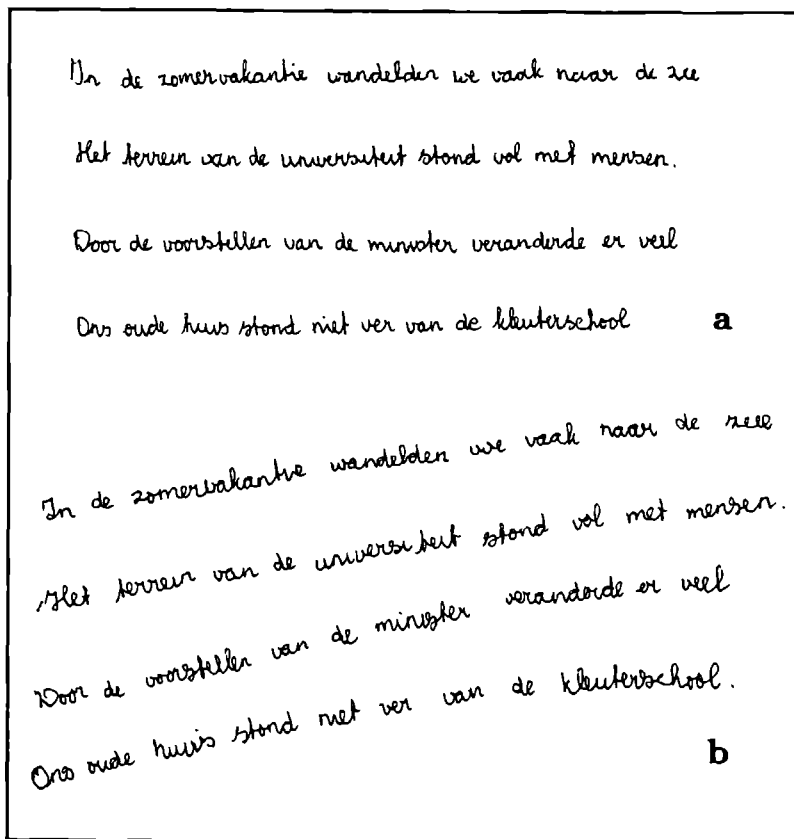 In de zomervakantie wandelden we vaak naar de zee
Het terrein van de universiteit stond vol met mensen.
Door de voorstellen van de minister veranderde er veel
Ons oude huis stond niet ver van de kleuterschool
a
In de zomervakantie wandelden we vaak naar de zee
Het terrein van de universiteit stond vol met mensen.
Door de voorstellen van de minister veranderde er veel
Ons oude huis stond niet ver van de kleuterschool.
b